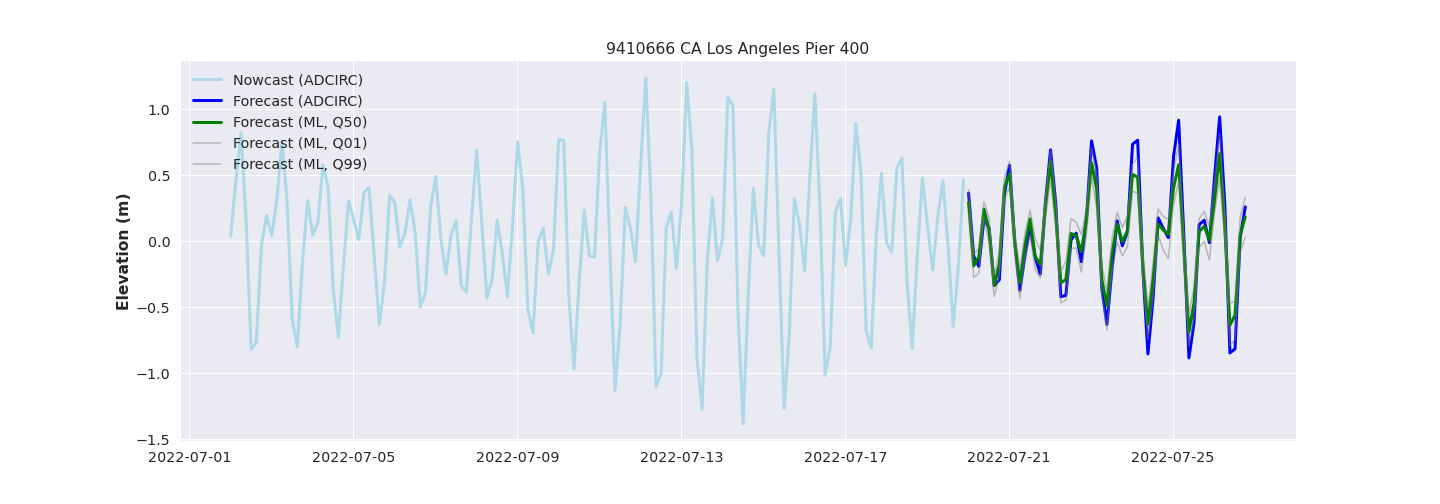 9410666 CA Los Angeles Pier 400
Nowcast (ADCIRC)
Forecast (ADCIRC)
Forecast (ML, Q50)
Forecast (ML, Q01)
Forecast (ML, Q99)
Elevation (m)
1.0
0.5
0.0
−0.5
−1.0
−1.5
2022-07-01 2022-07-05 2022-07-09 2022-07-13 2022-07-17 2022-07-21 2022-07-25